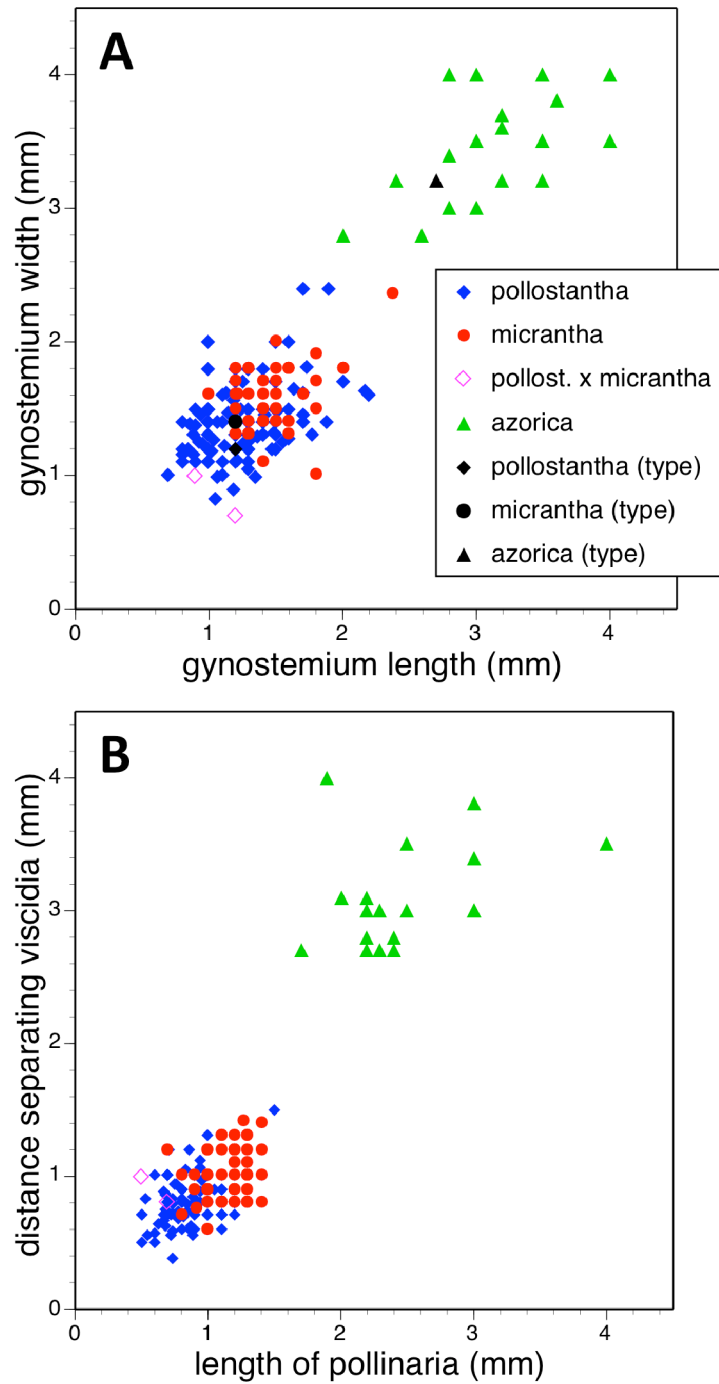 A
gynostemium width (mm)
4
3
2
1
0
pollostantha
micrantha
pollost. x micrantha
azorica
pollostantha (type)
micrantha (type)
azorica (type)
0 1 2 3 4
gynostemium length (mm)
B
distance separating viscidia (mm)
4
3
2
1
0
0 1 2 3 4
length of pollinaria (mm)